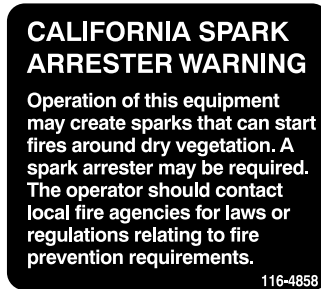 CALIFORNIA SPARK
ARRESTER WARNING
Operation of this equipment
may create sparks that can start
fires around dry vegetation. A
spark arrester may be required.
The operator should contact
local fire agencies for laws or
regulations relating to fire
prevention requirements.
116-4858